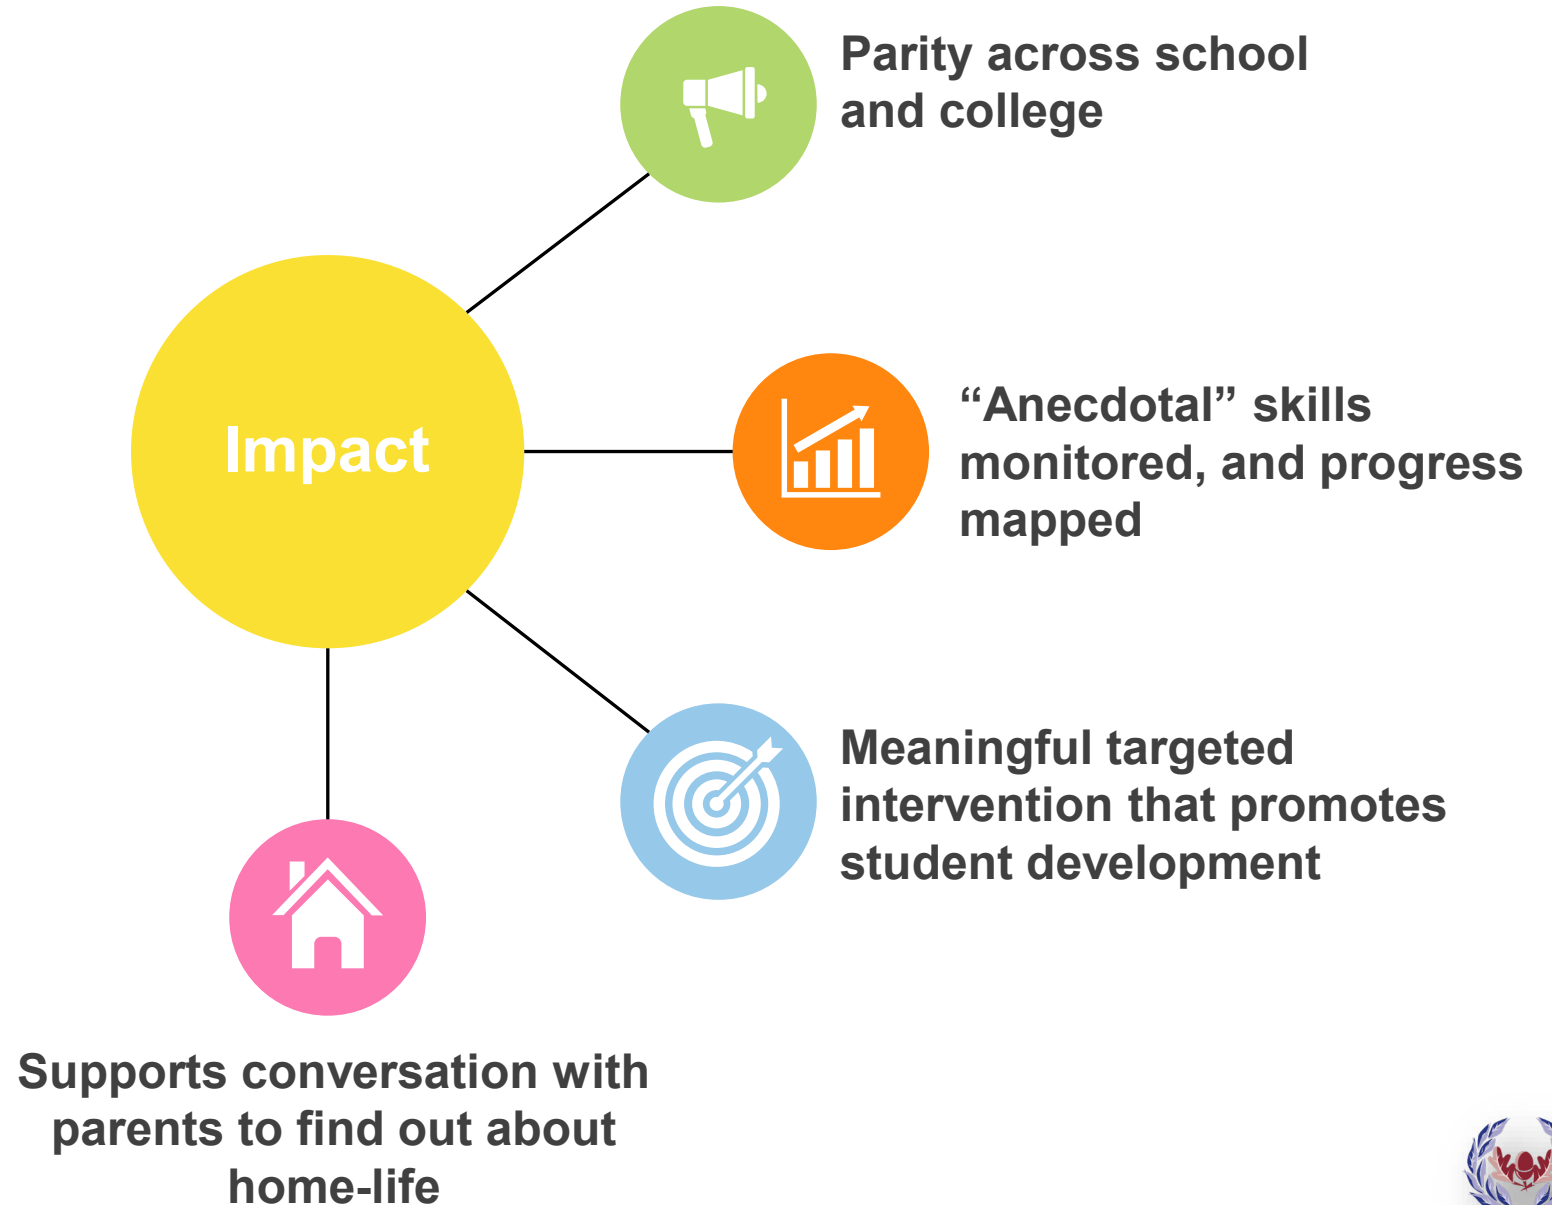 Parity across school
and college
Impact
“Anecdotal” skills
monitored, and progress
mapped
Meaningful targeted
intervention that promotes
student development
Supports conversation with
parents to find out about
home-life